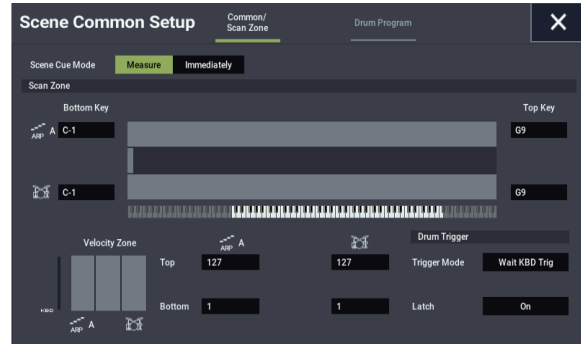 Scene Common Setup
Common/
Scan Zone
Drum Program
Scene Cue Mode
Measure
Immediately
Scan Zone
Bottom Key
Top Key
ARP A
C-1
G9
C-1
G9
Velocity Zone
ARP A
Drum Trigger
Top
127
127
Trigger Mode
Wait KBD Trig
KBD
Bottom
1
1
Latch
On
ARP A